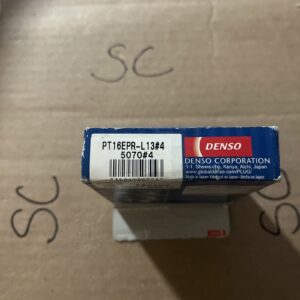 SC
PT16EPR-L13#4
5070#4
DENSO
DENSO CORPORATION
1-1, Showa-cho, Kariya, Aichi, Japan
www.globaldenso.com/PLUG/
SC
SC